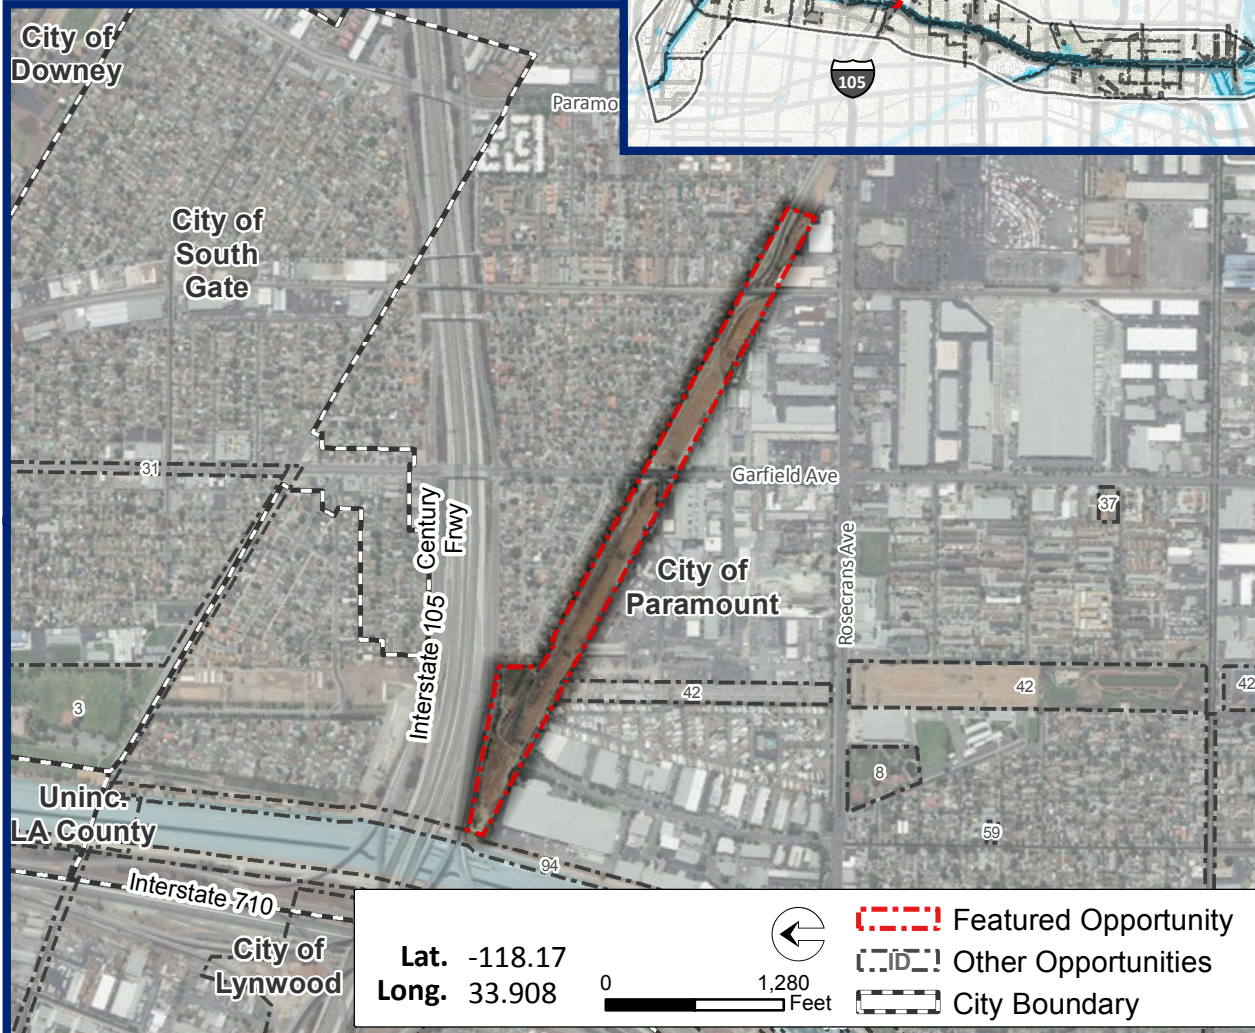 City of
Downey
105
Paramo
City of
South
Gate
31
Garfield Ave
37
Century
Frwy
City of
Paramount
Rosecrans Ave
Interstate 105
3
42
42
42
8
Uninc.
LA County
59
94
Interstate 710
City of
Lynwood
Lat. -118.17
Long. 33.908
0 1,280
Feet
Featured Opportunity
ID Other Opportunities
City Boundary